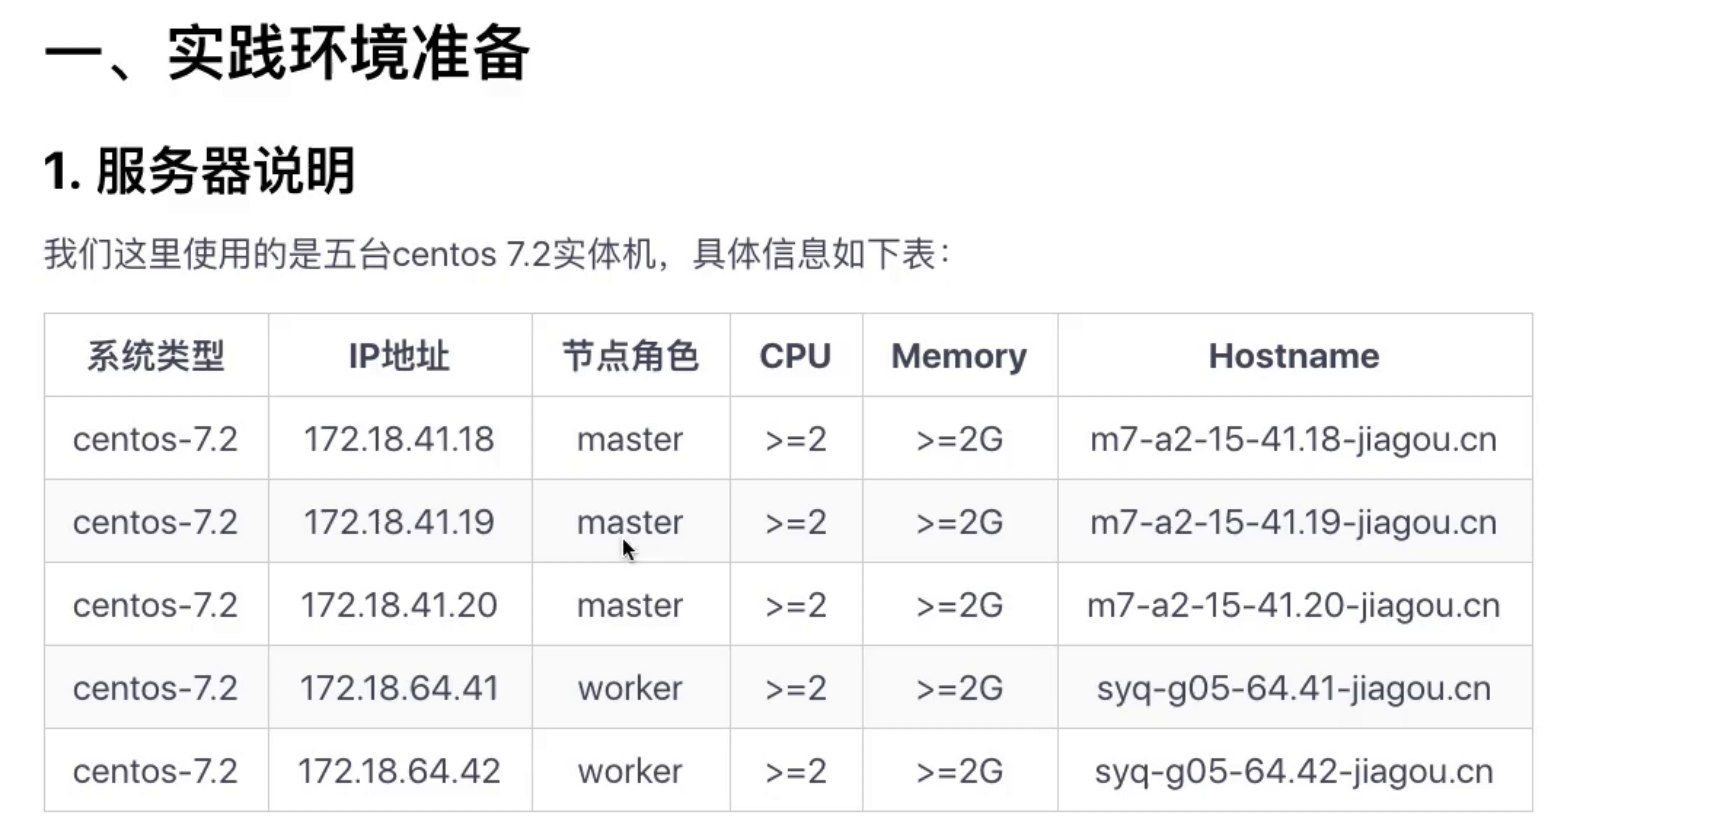 一、实践环境准备
1. 服务器说明
我们这里使用的是五台centos 7.2实体机，具体信息如下表：
系统类型 IP地址 节点角色 CPU Memory Hostname
centos-7.2 172.18.41.18 master >=2 >=2G m7-a2-15-41.18-jiagou.cn
centos-7.2 172.18.41.19 master >=2 >=2G m7-a2-15-41.19-jiagou.cn
centos-7.2 172.18.41.20 master >=2 >=2G m7-a2-15-41.20-jiagou.cn
centos-7.2 172.18.64.41 worker >=2 >=2G syq-g05-64.41-jiagou.cn
centos-7.2 172.18.64.42 worker >=2 >=2G syq-g05-64.42-jiagou.cn